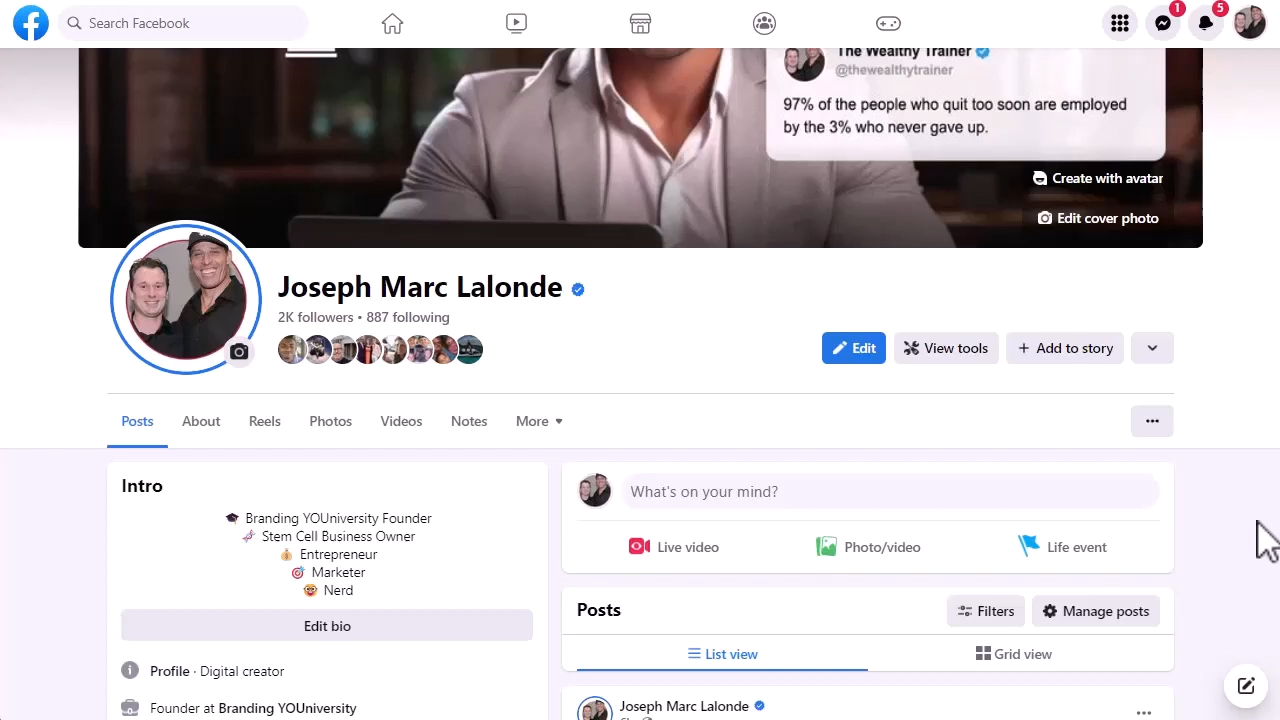 Search Facebook
1
5
The Wealthy Trainer
@thewealthytrainer
97% of the people who quit too soon are employed
by the 3% who never gave up.
Create with avatar
Edit cover photo
Joseph Marc Lalonde
2K followers • 887 following
Edit
View tools
+ Add to story
Posts
About
Reels
Photos
Videos
Notes
More
Intro
Branding YOUniversity Founder
Stem Cell Business Owner
Entrepreneur
Marketer
Nerd
Edit bio
Profile · Digital creator
Founder at Branding YOUniversity
What's on your mind?
Live video
Photo/video
Life event
Posts
Filters
Manage posts
List view
Grid view
Joseph Marc Lalonde